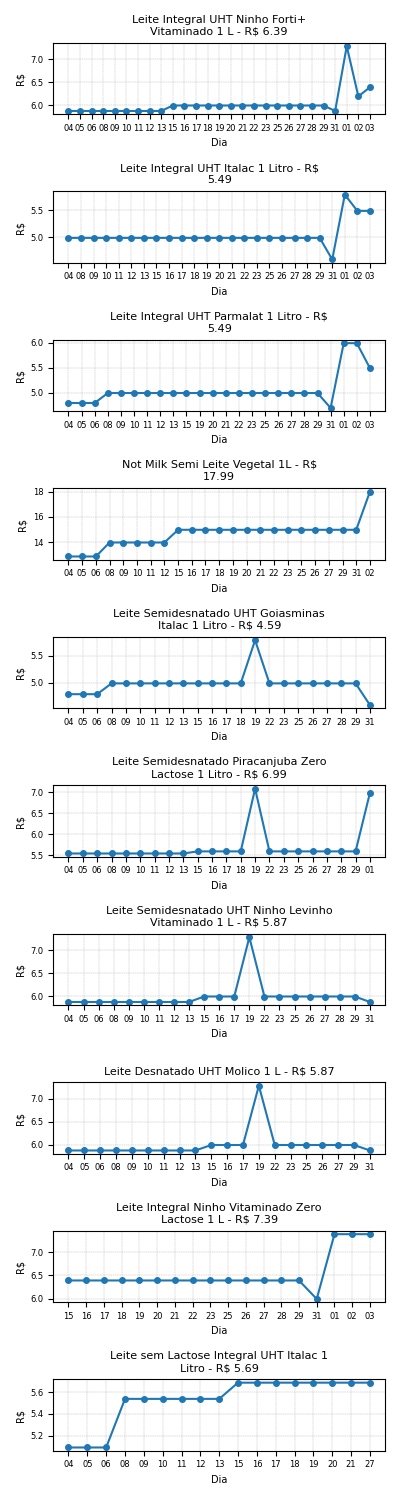 Leite Integral UHT Ninho Forti+
Vitaminado 1 L - R$ 6.39
7.0
6.5
6.0
R$
04 05 06 08 09 10 11 12 13 15 16 17 18 19 20 21 22 23 25 26 27 28 29 31 01 02 03
Dia
Leite Integral UHT Italac 1 Litro - R$
5.49
5.5
5.0
R$
04 08 09 10 11 12 13 15 16 17 18 19 20 21 22 23 25 26 27 28 29 31 01 02 03
Dia
Leite Integral UHT Parmalat 1 Litro - R$
5.49
6.0
5.5
5.0
R$
04 05 06 08 09 10 11 12 13 15 16 17 19 20 21 22 23 25 28 29 31 01 02 03
Dia
Not Milk Semi Leite Vegetal 1L - R$
17.99
18
16
14
R$
04 05 06 08 09 10 11 12 15 16 17 18 19 20 21 22 23 25 27 28 29 31 02
Dia
Leite Semidesnatado UHT Goiasminas
Italac 1 Litro - R$ 4.59
5.5
5.0
R$
04 05 06 08 09 10 11 12 13 15 16 17 18 19 22 23 25 26 27 28 29 31
Dia
Leite Semidesnatado Piracanjuba Zero
Lactose 1 Litro - R$ 6.99
7.0
6.5
6.0
5.5
R$
04 05 06 08 09 10 11 12 13 15 16 17 18 19 22 23 25 26 27 28 29 01
Dia
Leite Semidesnatado UHT Ninho Levinho
Vitaminado 1 L - R$ 5.87
7.0
6.5
6.0
R$
04 05 06 08 09 10 11 12 13 15 16 17 19 22 23 25 26 27 28 29 31
Dia
Leite Desnatado UHT Molico 1 L - R$ 5.87
7.0
6.5
6.0
R$
04 05 06 08 09 10 11 12 13 15 16 17 19 22 23 25 26 27 29 31
Dia
Leite Integral Ninho Vitaminado Zero
Lactose 1 L - R$ 7.39
7.0
6.5
6.0
R$
15 16 17 18 19 20 21 22 23 25 26 27 28 29 31 01 02 03
Dia
Leite sem Lactose Integral UHT Italac 1
Litro - R$ 5.69
5.6
5.4
5.2
R$
04 05 06 08 09 10 11 12 13 15 16 17 18 19 20 21 27
Dia